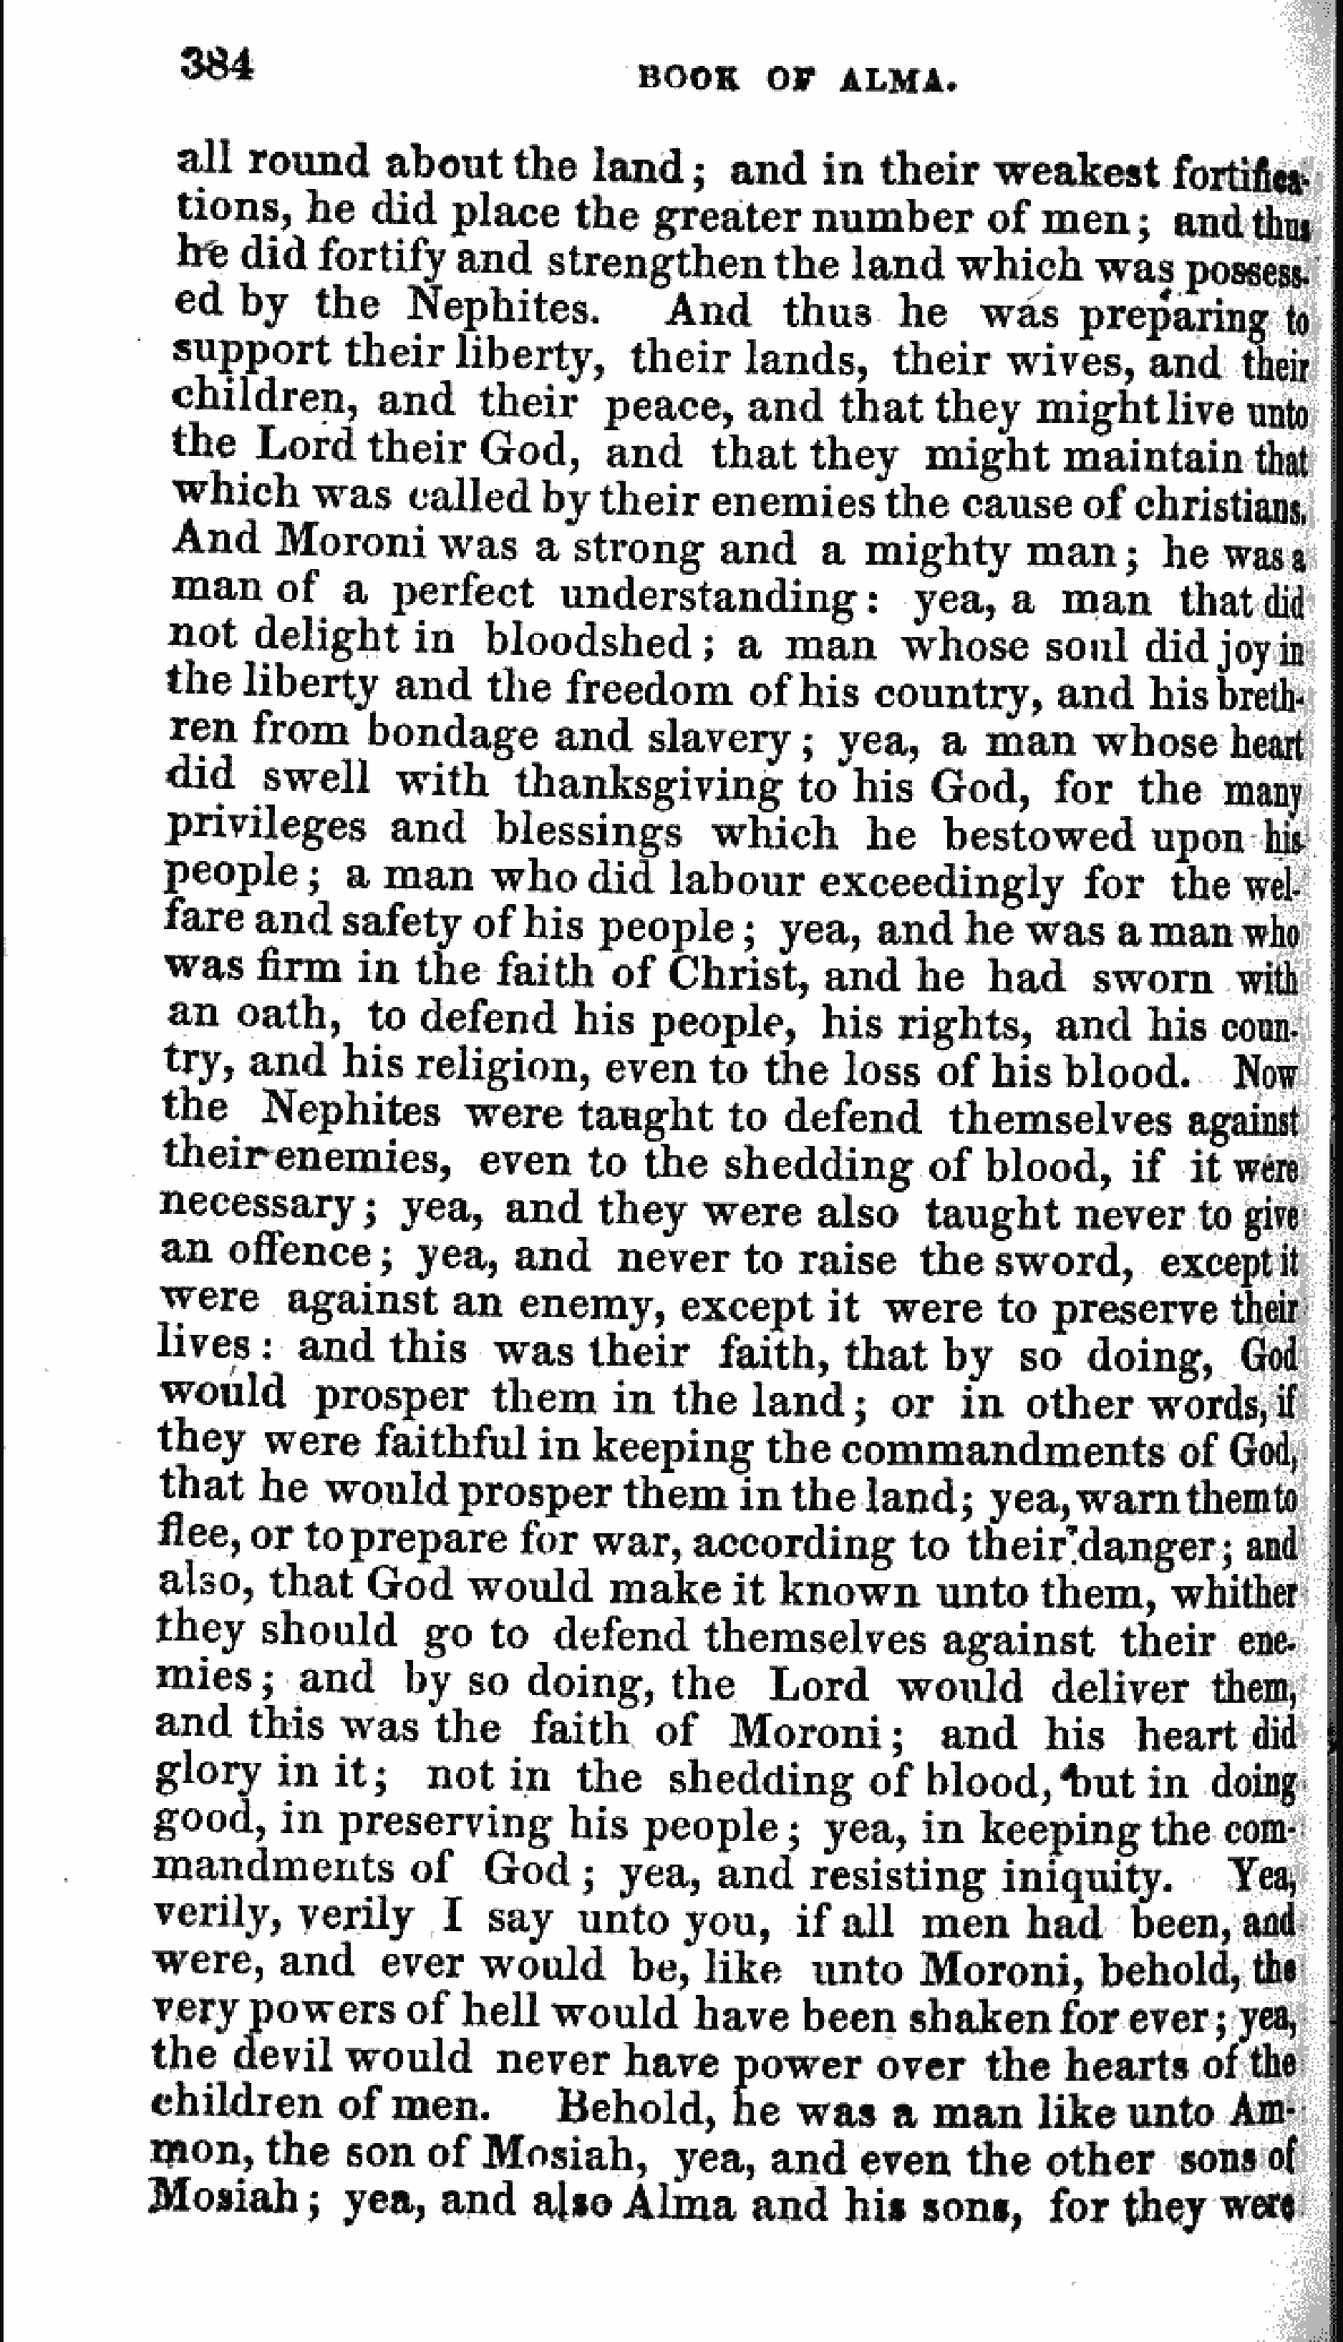 384
BOOK OF ALMA.
all round about the land; and in their weakest fortifica-
tions, he did place the greater number of men; and thus
he did fortify and strengthen the land which was possess-
ed by the Nephites. And thus he was preparing to
support their liberty, their lands, their wives, and their
children, and their peace, and that they might live unto
the Lord their God, and that they might maintain that
which was called by their enemies the cause of christians.
And Moroni was a strong and a mighty man; he was a
man of a perfect understanding: yea, a man that did
not delight in bloodshed; a man whose soul did joy in
the liberty and the freedom of his country, and his breth-
ren from bondage and slavery; yea, a man whose heart
did swell with thanksgiving to his God, for the many
privileges and blessings which he bestowed upon his
people; a man who did labour exceedingly for the wel-
fare and safety of his people; yea, and he was a man who
was firm in the faith of Christ, and he had sworn with
an oath, to defend his people, his rights, and his coun-
try, and his religion, even to the loss of his blood. Now
the Nephites were taught to defend themselves against
their enemies, even to the shedding of blood, if it were
necessary; yea, and they were also taught never to give
an offence; yea, and never to raise the sword, except it
were against an enemy, except it were to preserve their
lives: and this was their faith, that by so doing, God
would prosper them in the land; or in other words, if
they were faithful in keeping the commandments of God,
that he would prosper them in the land; yea, warn them to
flee, or to prepare for war, according to their danger; and
also, that God would make it known unto them, whither
they should go to defend themselves against their ene-
mies; and by so doing, the Lord would deliver them,
and this was the faith of Moroni; and his heart did
glory in it; not in the shedding of blood, but in doing
good, in preserving his people; yea, in keeping the com-
mandments of God; yea, and resisting iniquity. Yea,
verily, verily I say unto you, if all men had been, and
were, and ever would be, like unto Moroni, behold, the
very powers of hell would have been shaken for ever; yea,
the devil would never have power over the hearts of the
children of men. Behold, he was a man like unto Am-
mon, the son of Mosiah, yea, and even the other sons of
Mosiah; yea, and also Alma and his sons, for they were